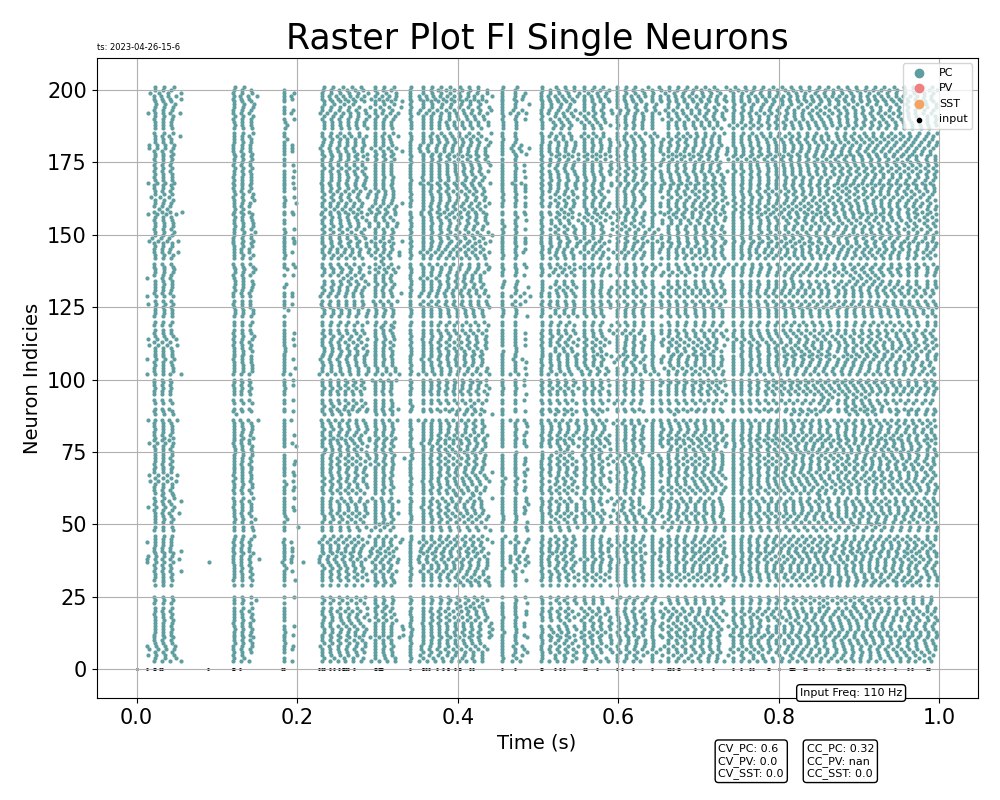 Raster Plot FI Single Neurons
ts: 2023-04-26-15-6
PC
PV
SST
input
200
175
150
125
100
75
50
25
0
Neuron Indicies
0.0 0.2 0.4 0.6 0.8 1.0
Time (s)
Input Freq: 110 Hz
CV_PC: 0.6
CV_PV: 0.0
CV_SST: 0.0
CC_PC: 0.32
CC_PV: nan
CC_SST: 0.0